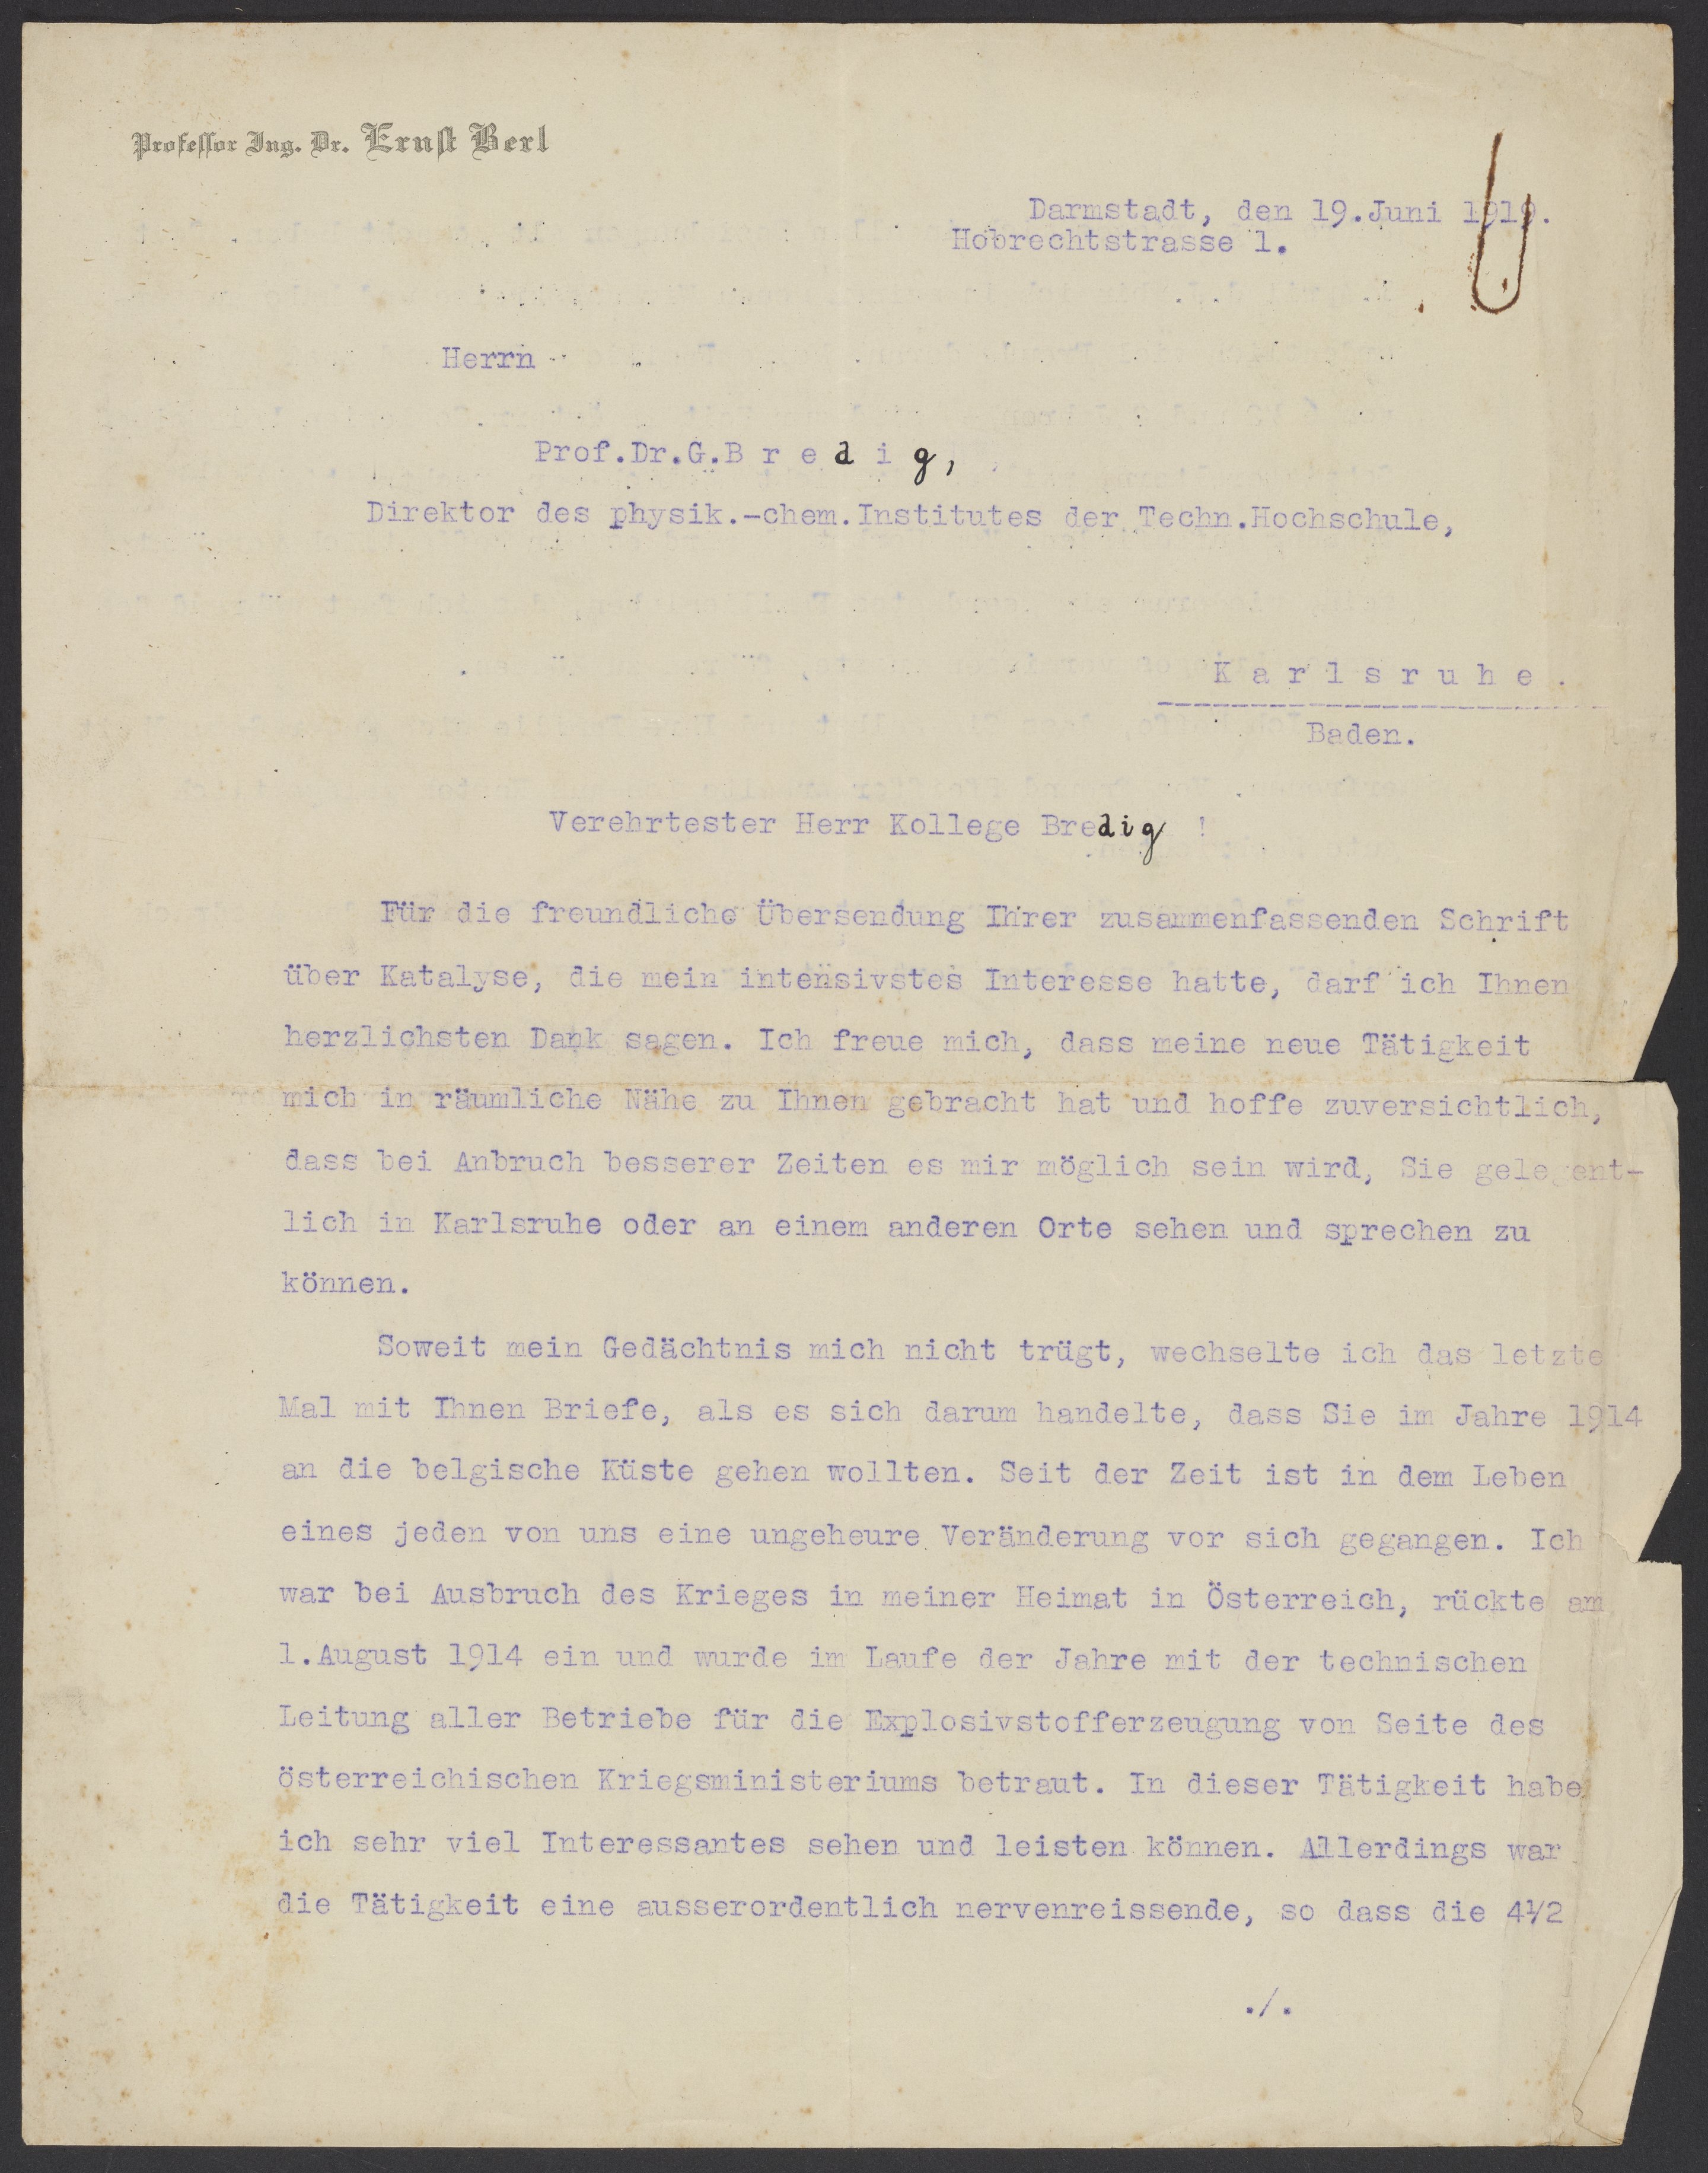 Professor Ing. Dr. Ernst Berl
Darmstadt, den 19.Juni 1919.
Hobrechtstrasse 1.
Herrn
Prof.Dr.G.B r e d i g,
Direktor des physik.-chem.Institutes der Techn.Hochschule,
K a r l s r u h e .
Baden.
Verehrtester Herr Kollege Bredig !
Für die freundliche Übersendung Ihrer zusammenfassenden Schrift
über Katalyse, die mein intensivstes Interesse hatte, darf ich Ihnen
herzlichsten Dank sagen. Ich freue mich, dass meine neue Tätigkeit
mich in räumliche Nähe zu Ihnen gebracht hat und hoffe zuversichtlich,
dass bei Anbruch besserer Zeiten es mir möglich sein wird, Sie gelegent-
lich in Karlsruhe oder an einem anderen Orte sehen und sprechen zu
können.
Soweit mein Gedächtnis mich nicht trügt, wechselte ich das letzte
Mal mit Ihnen Briefe, als es sich darum handelte, dass Sie im Jahre 1914
an die belgische Küste gehen wollten. Seit der Zeit ist in dem Leben
eines jeden von uns eine ungeheure Veränderung vor sich gegangen. Ich
war bei Ausbruch des Krieges in meiner Heimat in Österreich, rückte am
1.August 1914 ein und wurde im Laufe der Jahre mit der technischen
Leitung aller Betriebe für die Explosivstofferzeugung von Seite des
österreichischen Kriegsministeriums betraut. In dieser Tätigkeit habe
ich sehr viel Interessantes sehen und leisten können. Allerdings war
die Tätigkeit eine ausserordentlich nervenreissende, so dass die 4½
./.